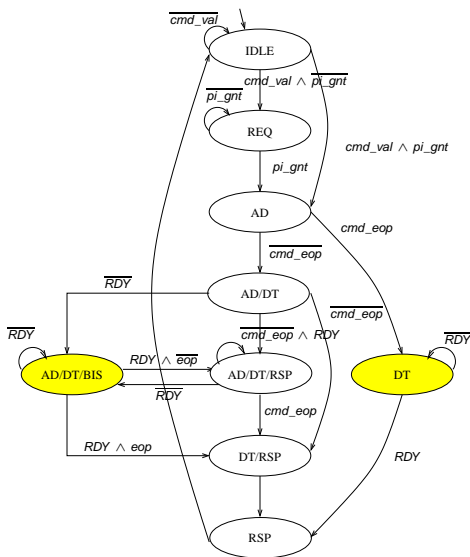 cmd_val
IDLE
cmd_val ∧ pi_gnt
pi_gnt
REQ
cmd_val ∧ pi_gnt
pi_gnt
AD
cmd_eop
cmd_eop
AD/DT
RDY
cmd_eop
RDY
cmd_eop ∧ RDY
RDY
AD/DT/BIS
RDY ∧ eop
AD/DT/RSP
DT
RDY
cmd_eop
RDY ∧ eop
DT/RSP
RDY
RSP